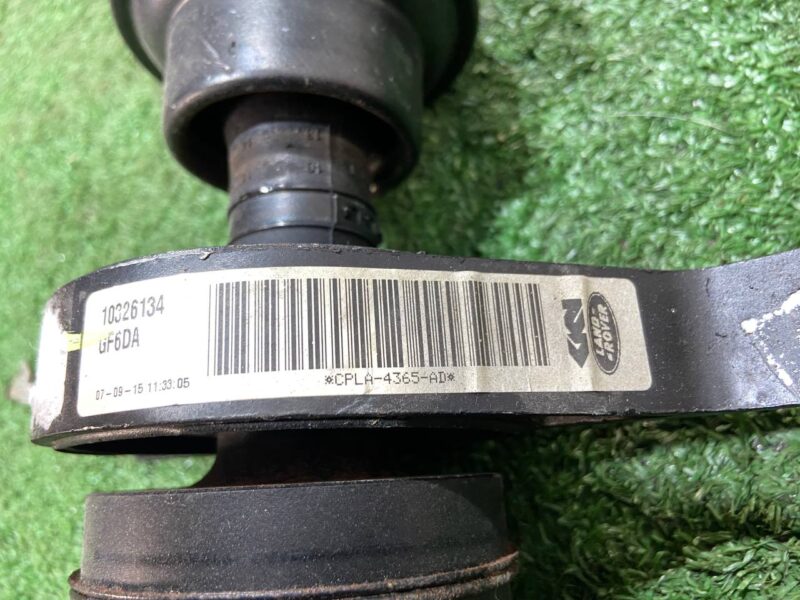 10326134
GF6DA
07-09-15 11:33:05
*CPLA-4365-AD*
LAND-
ROVER